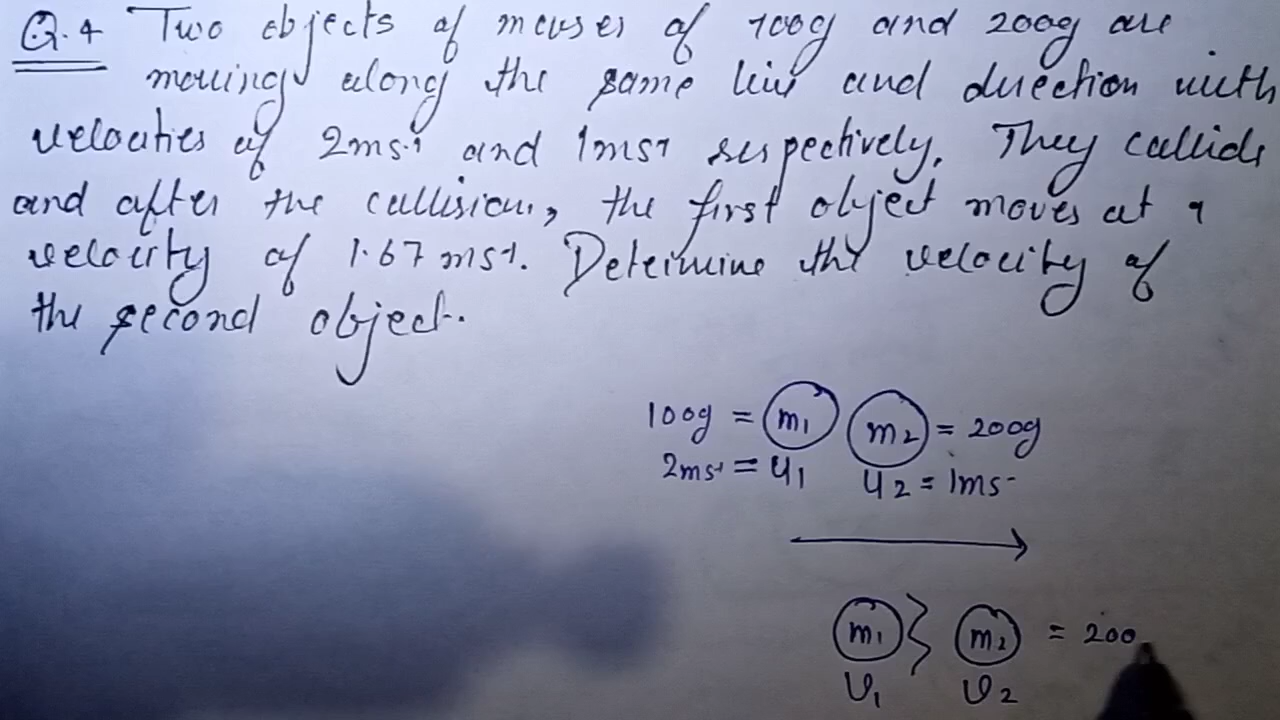 Q.4 Two objects of masses of 100g and 200g are
moving along the same line and direction with
velocities of 2ms-1 and 1ms-1 respectively. They collide
and after the collision, the first object moves at a
velocity of 1.67 ms-1. Determine the velocity of
the second object.
100g = m1 m2 = 200g
2ms-1 = u1 u2 = 1ms-
m1 } m2 = 200
v1 v2